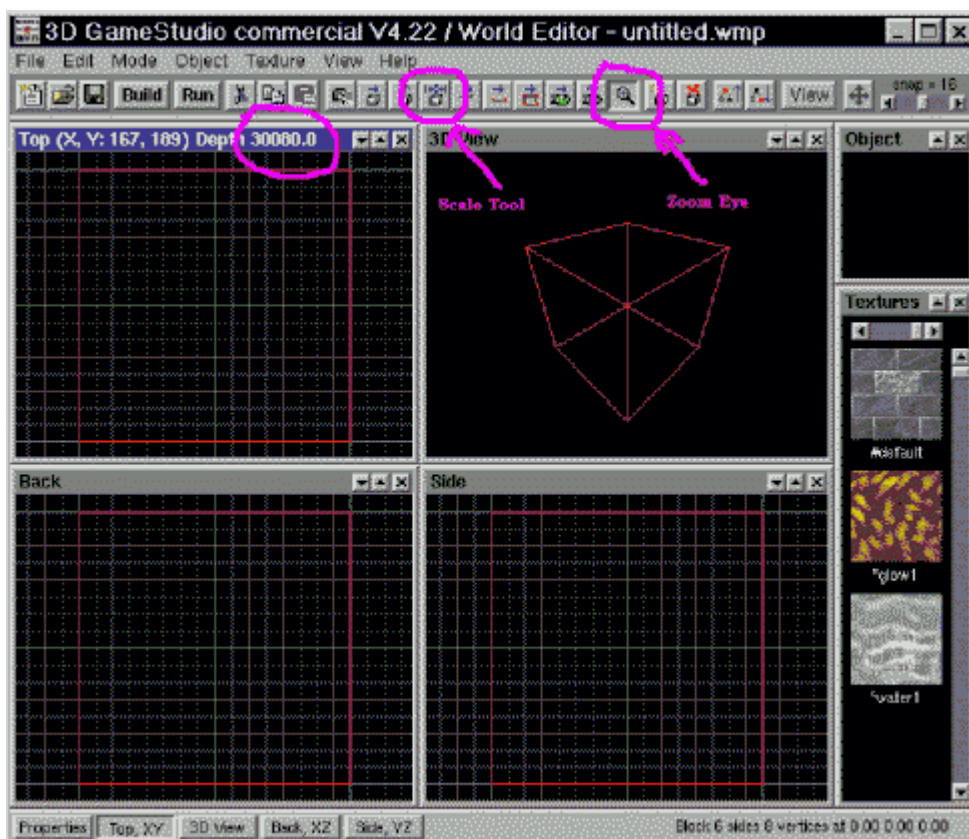 3D GameStudio commercial V4.22 / World Editor - untitled.wmp
File Edit Mode Object Texture View Help
Build Run View snap = 16
Top (X, Y: 167, 189) Depth 30080.0
3D View
Object
Scale Tool
Zoom Eye
Textures
#default
*glow1
*water1
Back
Side
Properties Top, XY 3D View Back, XZ Side, YZ
Block 6 sides 8 vertices at 0.00 0.00 0.00